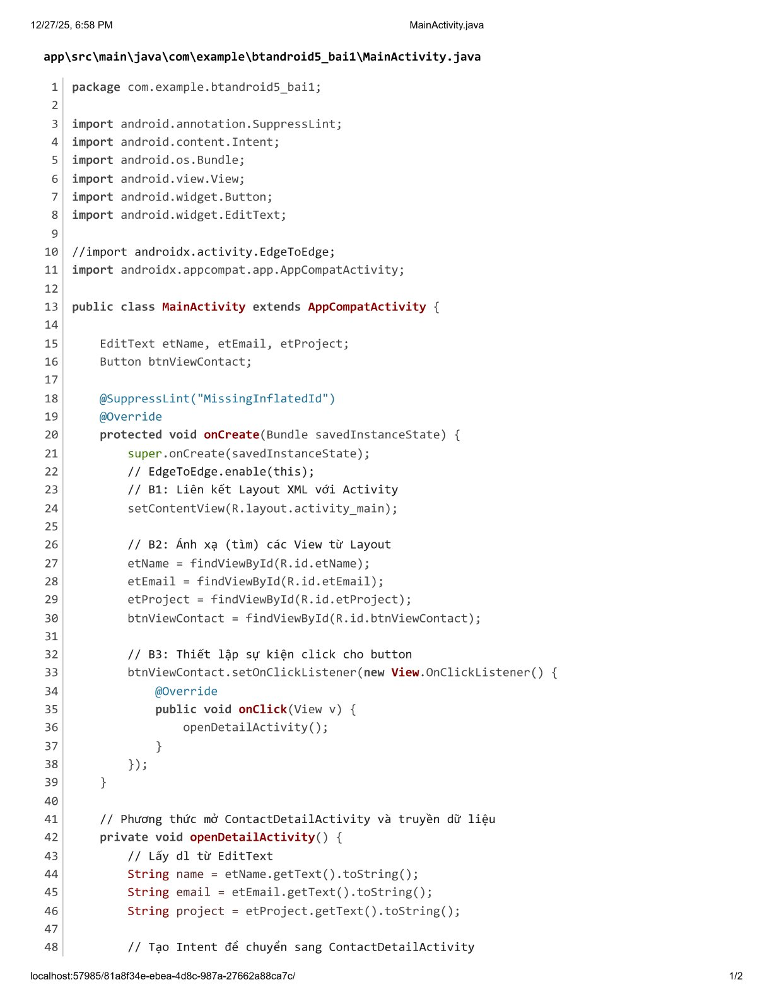 12/27/25, 6:58 PM MainActivity.java
app\src\main\java\com\example\btandroid5_bai1\MainActivity.java
1 package com.example.btandroid5_bai1;
2
3 import android.annotation.SuppressLint;
4 import android.content.Intent;
5 import android.os.Bundle;
6 import android.view.View;
7 import android.widget.Button;
8 import android.widget.EditText;
9
10 //import androidx.activity.EdgeToEdge;
11 import androidx.appcompat.app.AppCompatActivity;
12
13 public class MainActivity extends AppCompatActivity {
14
15     EditText etName, etEmail, etProject;
16     Button btnViewContact;
17
18     @SuppressLint("MissingInflatedId")
19     @Override
20     protected void onCreate(Bundle savedInstanceState) {
21         super.onCreate(savedInstanceState);
22         // EdgeToEdge.enable(this);
23         // B1: Liên kết Layout XML với Activity
24         setContentView(R.layout.activity_main);
25
26         // B2: Ánh xạ (tìm) các View từ Layout
27         etName = findViewById(R.id.etName);
28         etEmail = findViewById(R.id.etEmail);
29         etProject = findViewById(R.id.etProject);
30         btnViewContact = findViewById(R.id.btnViewContact);
31
32         // B3: Thiết lập sự kiện click cho button
33         btnViewContact.setOnClickListener(new View.OnClickListener() {
34             @Override
35             public void onClick(View v) {
36                 openDetailActivity();
37             }
38         });
39     }
40
41     // Phương thức mở ContactDetailActivity và truyền dữ liệu
42     private void openDetailActivity() {
43         // Lấy dl từ EditText
44         String name = etName.getText().toString();
45         String email = etEmail.getText().toString();
46         String project = etProject.getText().toString();
47
48         // Tạo Intent để chuyển sang ContactDetailActivity
localhost:57985/81a8f34e-ebea-4d8c-987a-27662a88ca7c/ 1/2